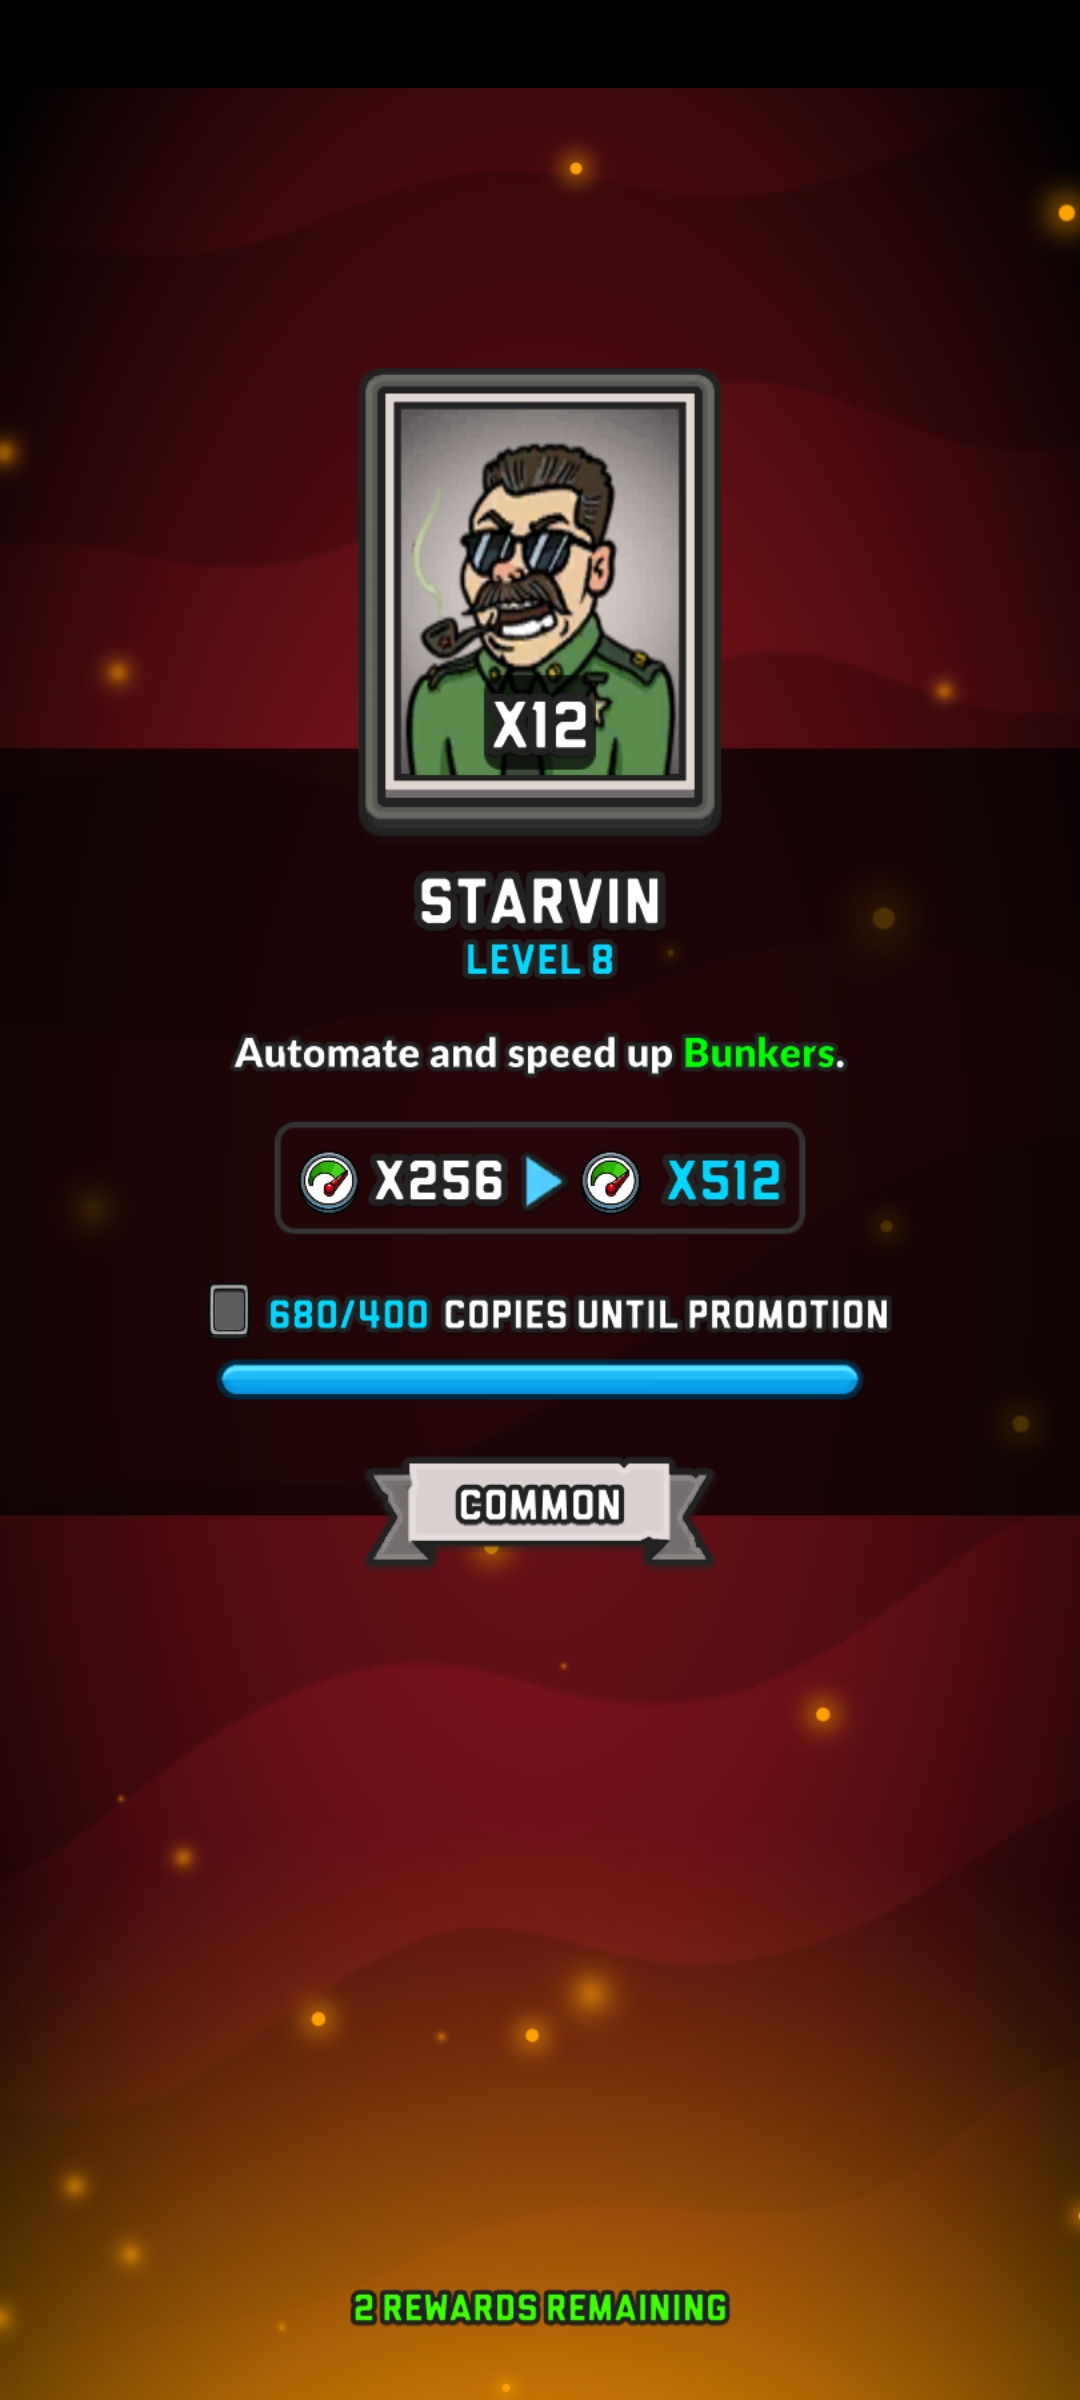 X12
STARVIN
LEVEL 8
Automate and speed up Bunkers.
X256 X512
680/400 COPIES UNTIL PROMOTION
COMMON
2 REWARDS REMAINING